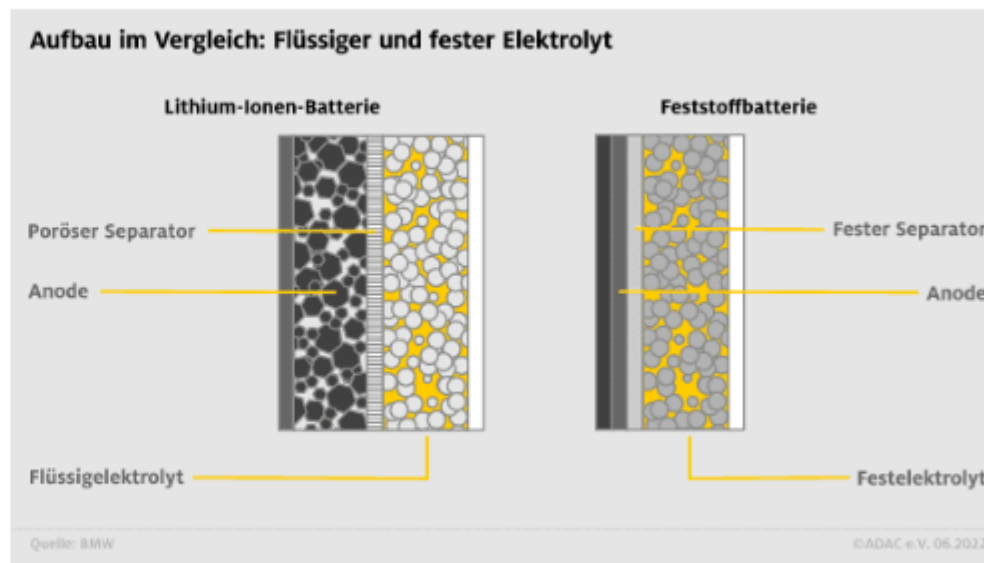 Aufbau im Vergleich: Flüssiger und fester Elektrolyt
Lithium-Ionen-Batterie
Feststoffbatterie
Poröser Separator
Fester Separator
Anode
Anode
Flüssigelektrolyt
Festelektrolyt
Quelle: BMW
©ADAC e.V. 06.2022